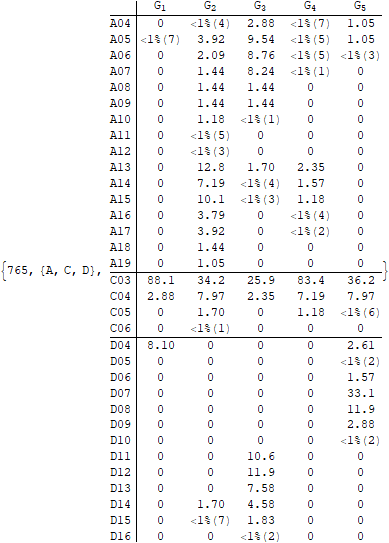 G1 G2 G3 G4 G5
A04 0 <1%(4) 2.88 <1%(7) 1.05
A05 <1%(7) 3.92 9.54 <1%(5) 1.05
A06 0 2.09 8.76 <1%(5) <1%(3)
A07 0 1.44 8.24 <1%(1) 0
A08 0 1.44 1.44 0 0
A09 0 1.44 1.44 0 0
A10 0 1.18 <1%(1) 0 0
A11 0 <1%(5) 0 0 0
A12 0 <1%(3) 0 0 0
A13 0 12.8 1.70 2.35 0
A14 0 7.19 <1%(4) 1.57 0
A15 0 10.1 <1%(3) 1.18 0
A16 0 3.79 0 <1%(4) 0
A17 0 3.92 0 <1%(2) 0
A18 0 1.44 0 0 0
{765, {A, C, D}, A19 0 1.05 0 0 0 }
C03 88.1 34.2 25.9 83.4 36.2
C04 2.88 7.97 2.35 7.19 7.97
C05 0 1.70 0 1.18 <1%(6)
C06 0 <1%(1) 0 0 0
D04 8.10 0 0 0 2.61
D05 0 0 0 0 <1%(2)
D06 0 0 0 0 1.57
D07 0 0 0 0 33.1
D08 0 0 0 0 11.9
D09 0 0 0 0 2.88
D10 0 0 0 0 <1%(2)
D11 0 0 10.6 0 0
D12 0 0 11.9 0 0
D13 0 0 7.58 0 0
D14 0 1.70 4.58 0 0
D15 0 <1%(7) 1.83 0 0
D16 0 0 <1%(2) 0 0